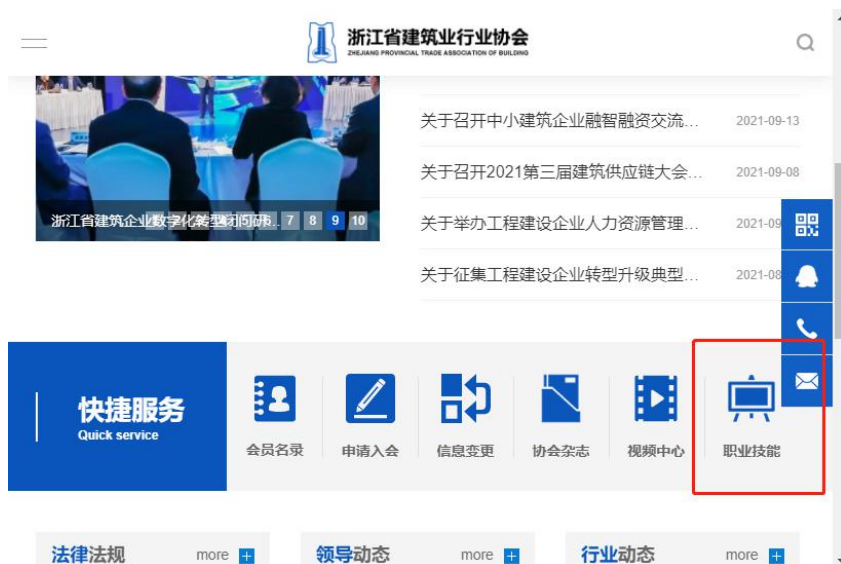 浙江省建筑业行业协会
ZHEJIANG PROVINCIAL TRADE ASSOCIATION OF BUILDING
关于召开中小建筑企业融智融资交流... 2021-09-13
关于召开2021第三届建筑供应链大会... 2021-09-08
浙江省建筑企业数字化转型 7 8 9 10
关于举办工程建设企业人力资源管理... 2021-09
关于征集工程建设企业转型升级典型... 2021-08
快捷服务
Quick service
会员名录 申请入会 信息变更 协会杂志 视频中心 职业技能
法律法规 more + 领导动态 more + 行业动态 more +